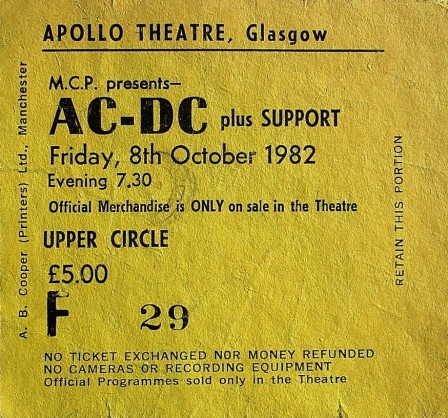 APOLLO THEATRE, Glasgow
M.C.P. presents–
AC-DC plus SUPPORT
Friday, 8th October 1982
Evening 7.30
Official Merchandise is ONLY on sale in the Theatre
UPPER CIRCLE
£5.00
F 29
NO TICKET EXCHANGED NOR MONEY REFUNDED
NO CAMERAS OR RECORDING EQUIPMENT
Official Programmes sold only in the Theatre
A. B. Cooper (Printers) Ltd., Manchester
RETAIN THIS PORTION